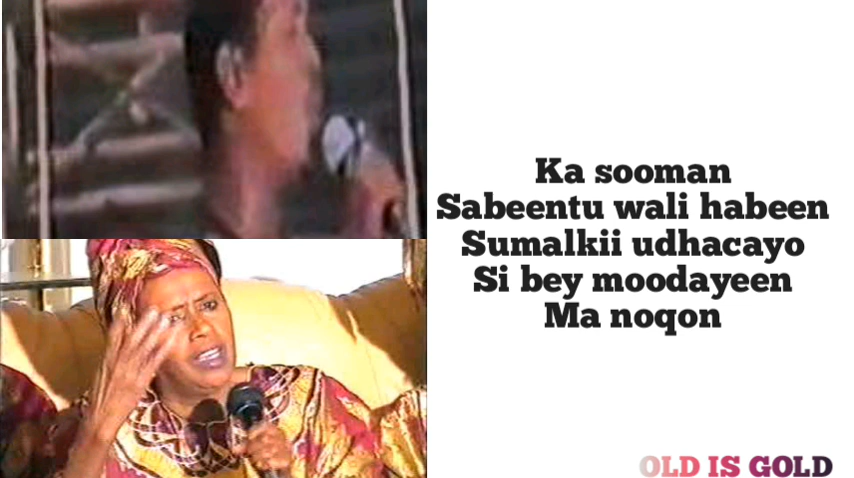 Ka sooman
Sabeentu wali habeen
Sumalkii udhacayo
Si bey moodayeen
Ma noqon
OLD IS GOLD